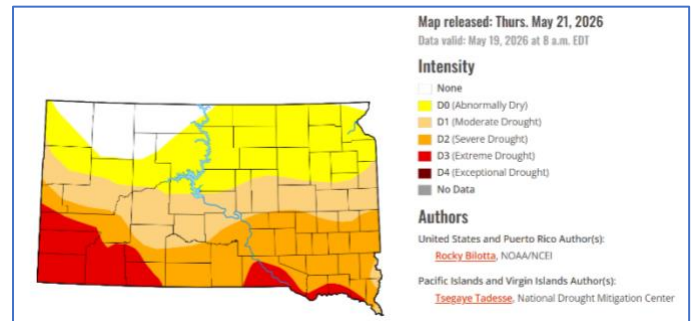 Map released: Thurs. May 21, 2026
Data valid: May 19, 2026 at 8 a.m. EDT
Intensity
None
D0 (Abnormally Dry)
D1 (Moderate Drought)
D2 (Severe Drought)
D3 (Extreme Drought)
D4 (Exceptional Drought)
No Data
Authors
United States and Puerto Rico Author(s):
Rocky Bilotta, NOAA/NCEI
Pacific Islands and Virgin Islands Author(s):
Tsegaye Tadesse, National Drought Mitigation Center